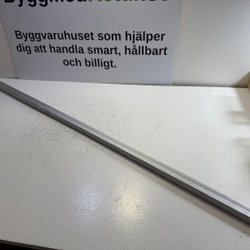 Byggvaruhuset som hjälper
dig att handla smart, hållbart
och billigt.